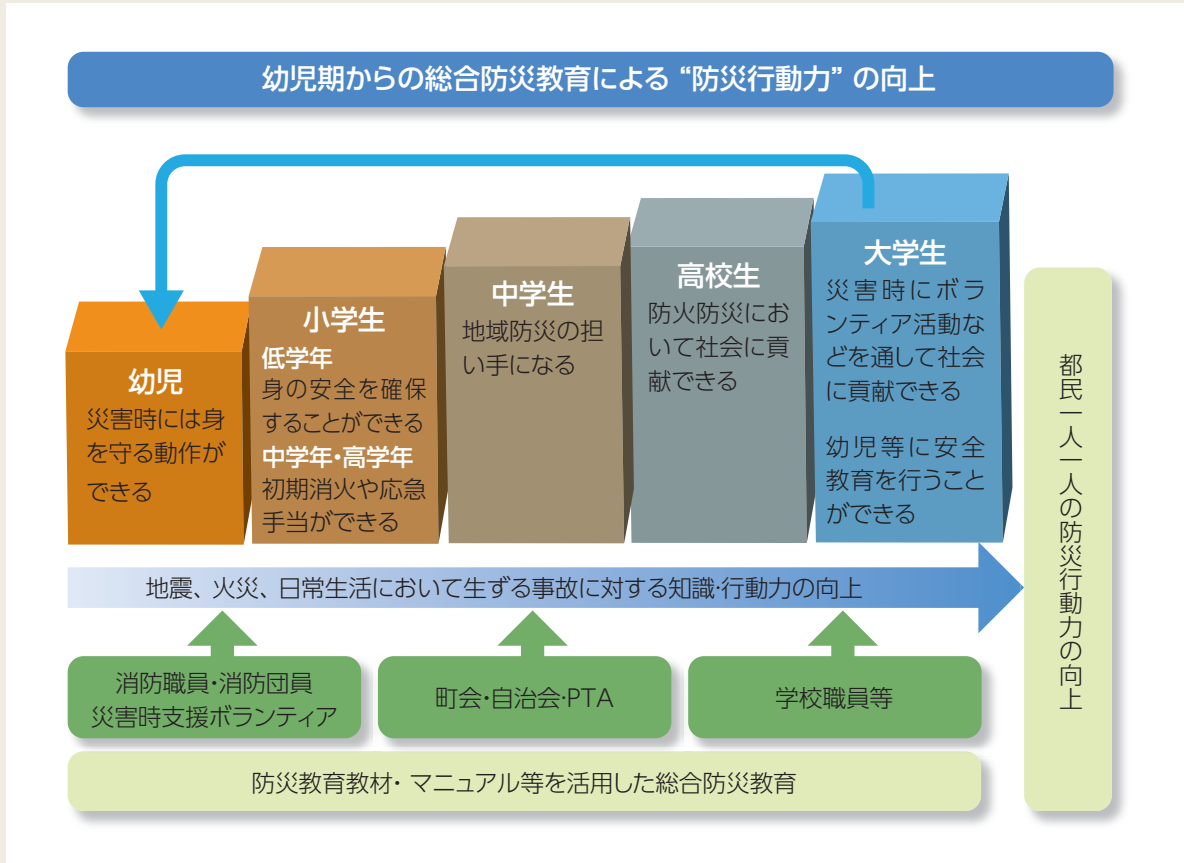 幼児期からの総合防災教育による “防災行動力” の向上
幼児
災害時には身
を守る動作が
できる
小学生
低学年
身の安全を確保
することができる
中学年・高学年
初期消火や応急
手当ができる
中学生
地域防災の担
い手になる
高校生
防火防災にお
いて社会に貢
献できる
大学生
災害時にボラ
ンティア活動な
どを通して社会
に貢献できる
幼児等に安全
教育を行うこと
ができる
地震、火災、日常生活において生ずる事故に対する知識・行動力の向上
消防職員・消防団員
災害時支援ボランティア
町会・自治会・PTA
学校職員等
防災教育教材・マニュアル等を活用した総合防災教育
都民一人一人の防災行動力の向上